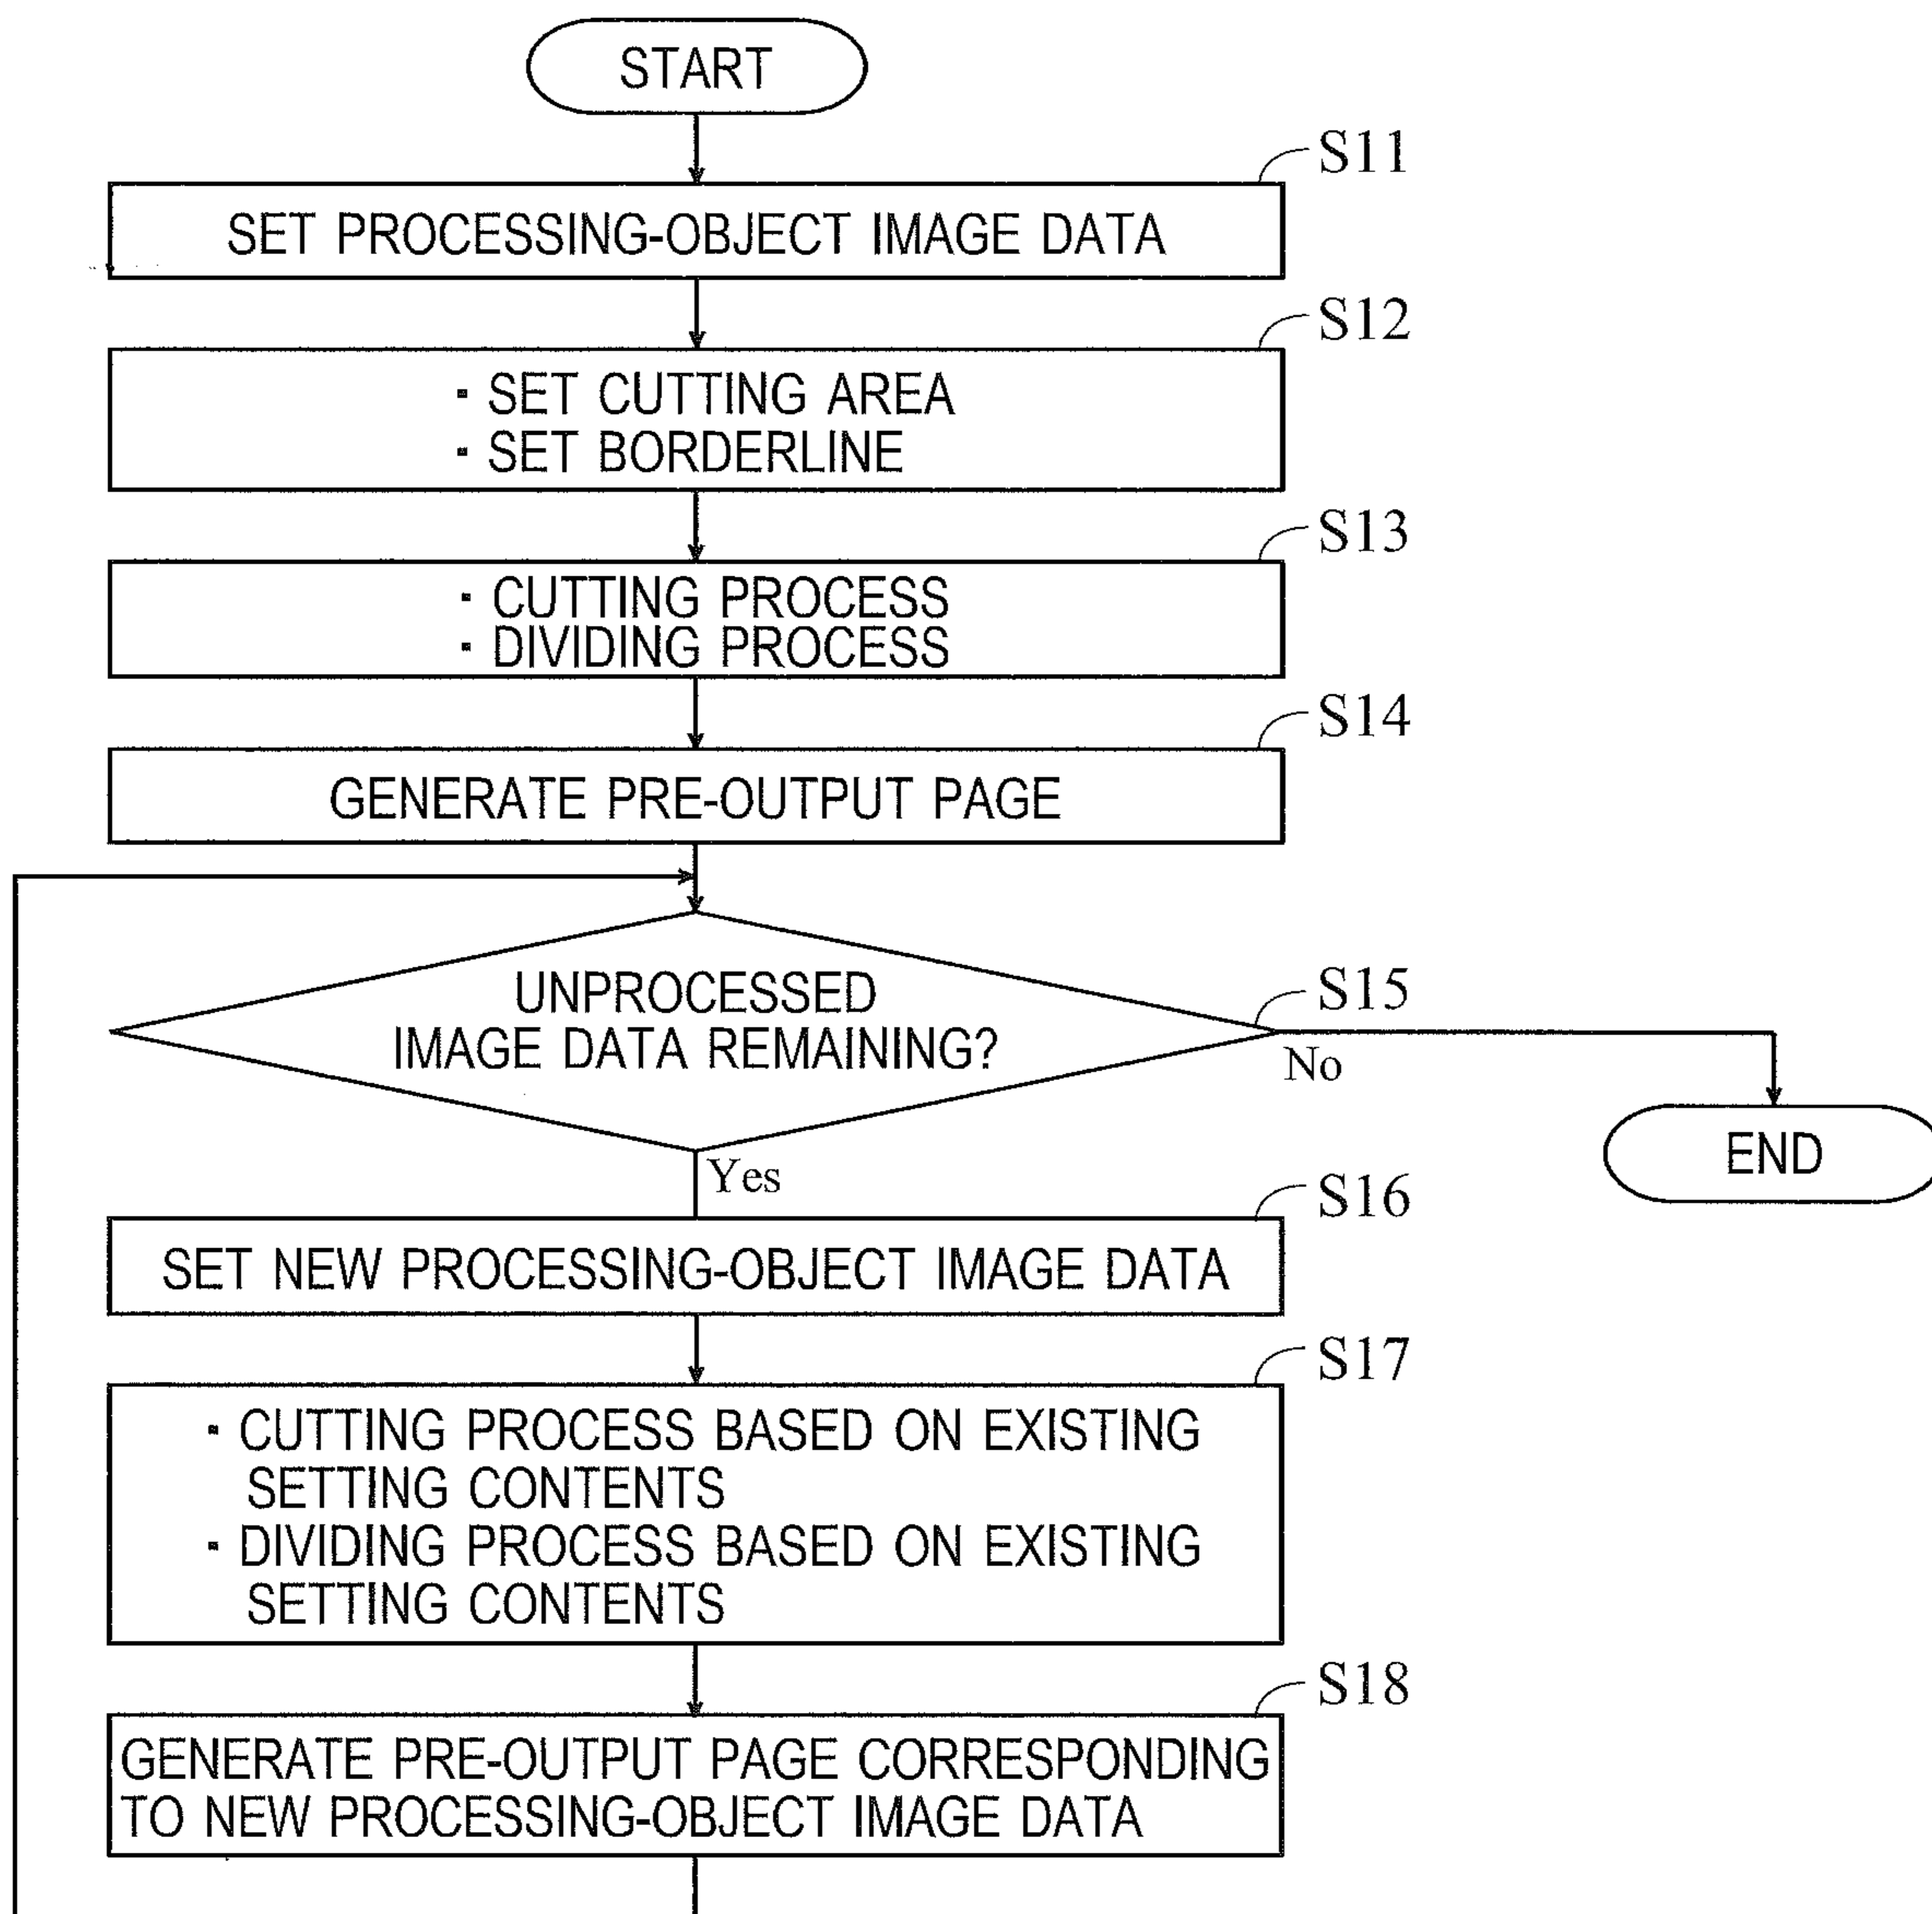 START
S11
SET PROCESSING-OBJECT IMAGE DATA
S12
· SET CUTTING AREA
· SET BORDERLINE
S13
· CUTTING PROCESS
· DIVIDING PROCESS
S14
GENERATE PRE-OUTPUT PAGE
S15
UNPROCESSED
IMAGE DATA REMAINING?
No
END
Yes
S16
SET NEW PROCESSING-OBJECT IMAGE DATA
S17
· CUTTING PROCESS BASED ON EXISTING
SETTING CONTENTS
· DIVIDING PROCESS BASED ON EXISTING
SETTING CONTENTS
S18
GENERATE PRE-OUTPUT PAGE CORRESPONDING
TO NEW PROCESSING-OBJECT IMAGE DATA